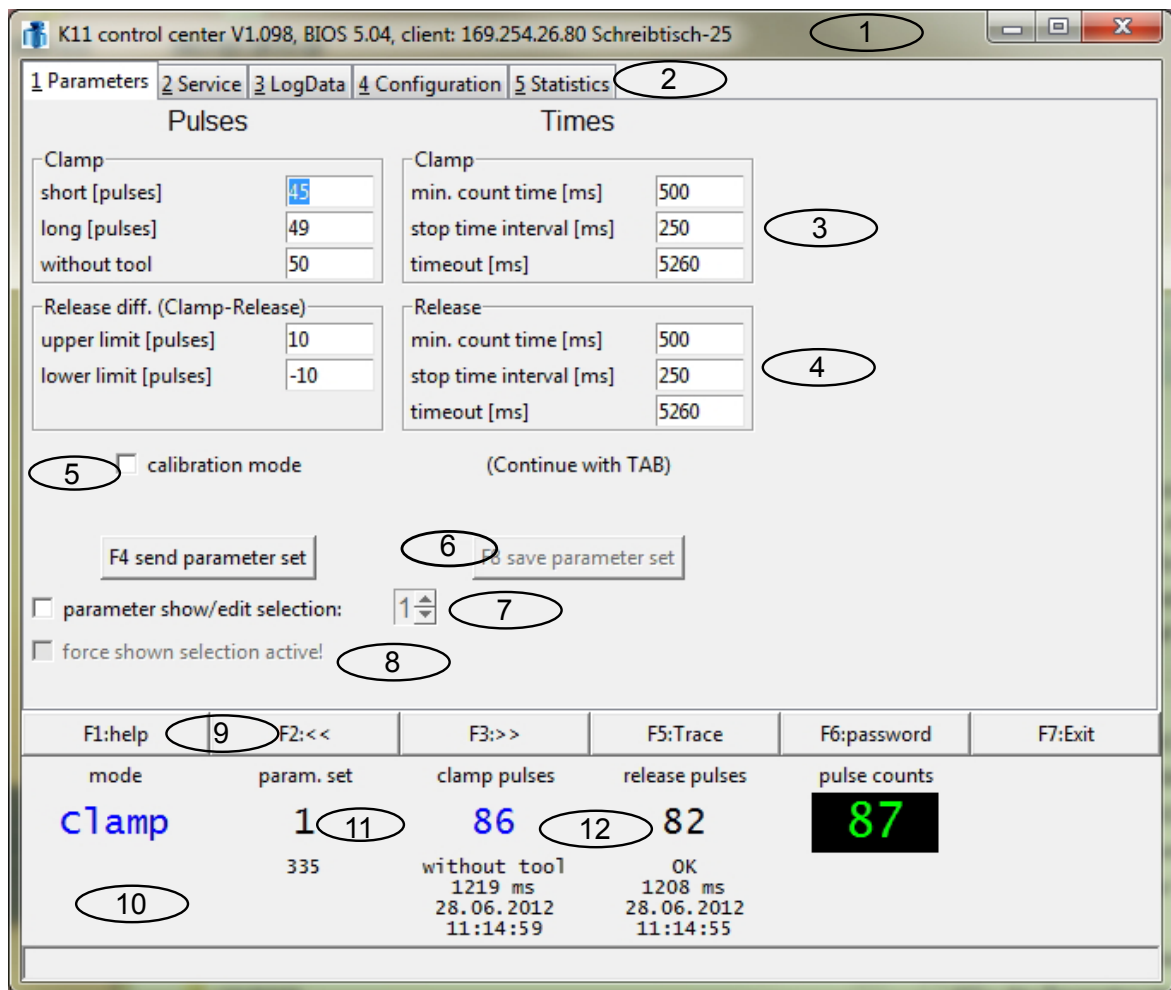 K11 control center V1.098, BIOS 5.04, client: 169.254.26.80 Schreibtisch-25 1
1 Parameters 2 Service 3 LogData 4 Configuration 5 Statistics 2
Pulses Times
Clamp Clamp
short [pulses] 45 min. count time [ms] 500
long [pulses] 49 stop time interval [ms] 250 3
without tool 50 timeout [ms] 5260
Release diff. (Clamp-Release) Release
upper limit [pulses] 10 min. count time [ms] 500
lower limit [pulses] -10 stop time interval [ms] 250 4
timeout [ms] 5260
5 calibration mode (Continue with TAB)
F4 send parameter set 6 F8 save parameter set
parameter show/edit selection: 1 7
force shown selection active! 8
F1:help 9 F2:<< F3:>> F5:Trace F6:password F7:Exit
mode param. set clamp pulses release pulses pulse counts
Clamp 1 11 86 12 82 87
335 without tool OK
1219 ms 1208 ms
10 28.06.2012 28.06.2012
11:14:59 11:14:55